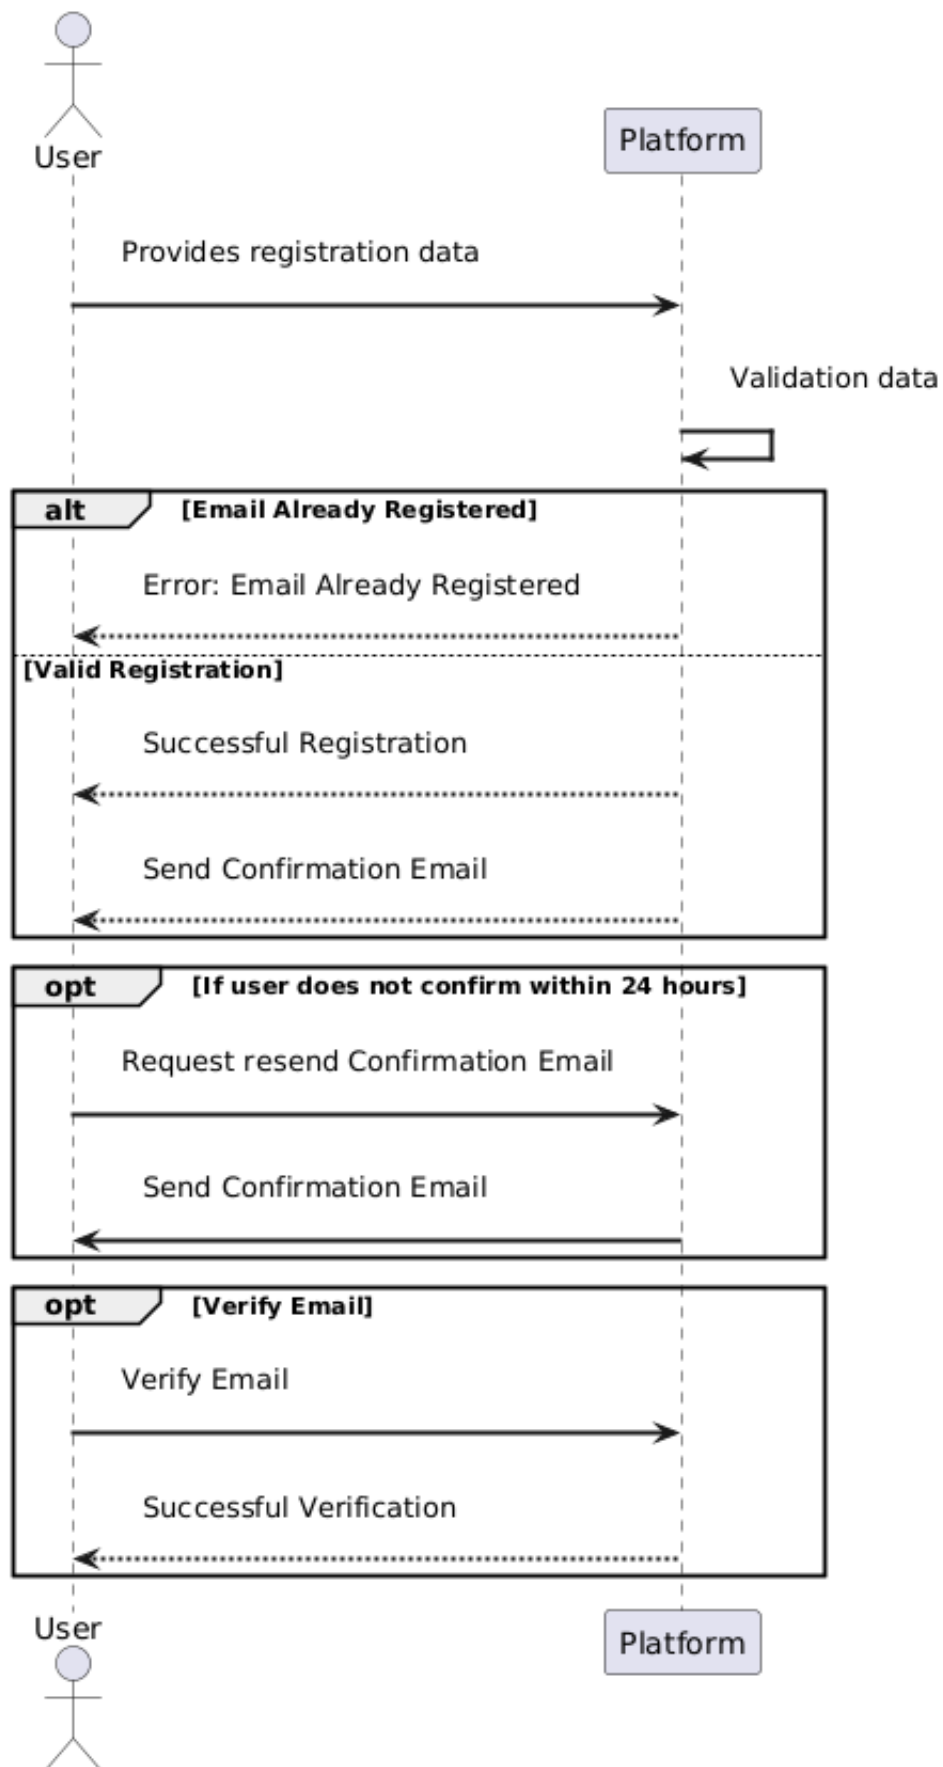 User
Platform
Provides registration data
Validation data
alt [Email Already Registered]
Error: Email Already Registered
[Valid Registration]
Successful Registration
Send Confirmation Email
opt [If user does not confirm within 24 hours]
Request resend Confirmation Email
Send Confirmation Email
opt [Verify Email]
Verify Email
Successful Verification
User
Platform